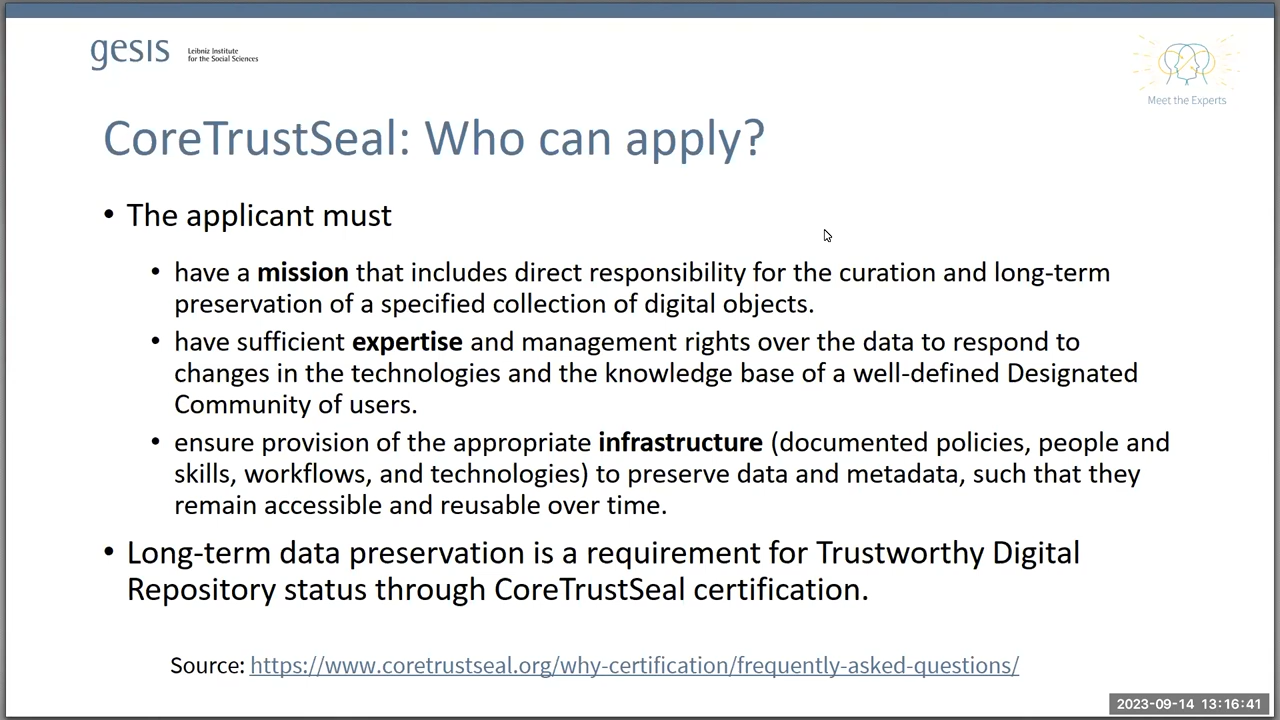 gesis
Leibniz Institute
for the Social Sciences
Meet the Experts
CoreTrustSeal: Who can apply?
• The applicant must
• have a mission that includes direct responsibility for the curation and long-term
preservation of a specified collection of digital objects.
• have sufficient expertise and management rights over the data to respond to
changes in the technologies and the knowledge base of a well-defined Designated
Community of users.
• ensure provision of the appropriate infrastructure (documented policies, people and
skills, workflows, and technologies) to preserve data and metadata, such that they
remain accessible and reusable over time.
• Long-term data preservation is a requirement for Trustworthy Digital
Repository status through CoreTrustSeal certification.
Source: https://www.coretrustseal.org/why-certification/frequently-asked-questions/
2023-09-14 13:16:41